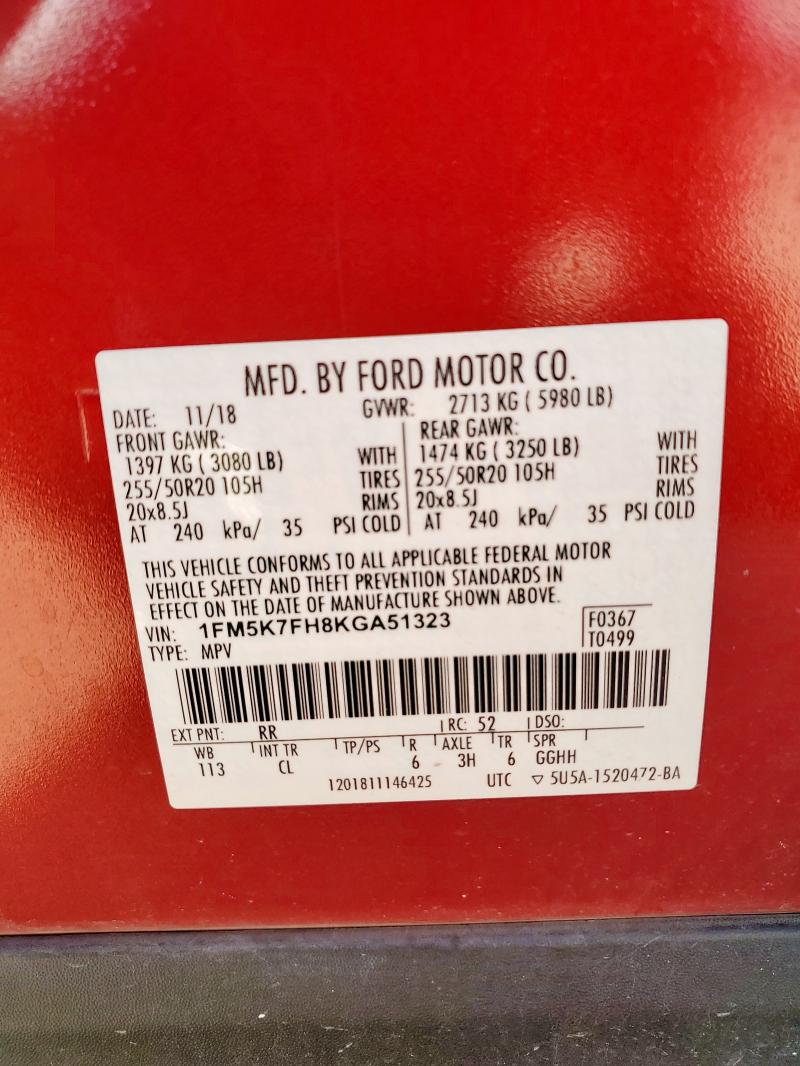 MFD. BY FORD MOTOR CO.
DATE: 11/18 GVWR: 2713 KG ( 5980 LB)
FRONT GAWR: REAR GAWR:
1397 KG ( 3080 LB) WITH 1474 KG ( 3250 LB) WITH
255/50R20 105H TIRES 255/50R20 105H TIRES
20x8.5J RIMS 20x8.5J RIMS
AT 240 kPa/ 35 PSI COLD AT 240 kPa/ 35 PSI COLD
THIS VEHICLE CONFORMS TO ALL APPLICABLE FEDERAL MOTOR
VEHICLE SAFETY AND THEFT PREVENTION STANDARDS IN
EFFECT ON THE DATE OF MANUFACTURE SHOWN ABOVE.
VIN: 1FM5K7FH8KGA51323 F0367
TYPE: MPV T0499
EXT PNT: RR RC: 52 DSO:
WB INT TR TP/PS R AXLE TR SPR
113 CL 6 3H 6 GGHH
1201811146425 UTC ▽ 5U5A-1520472-BA